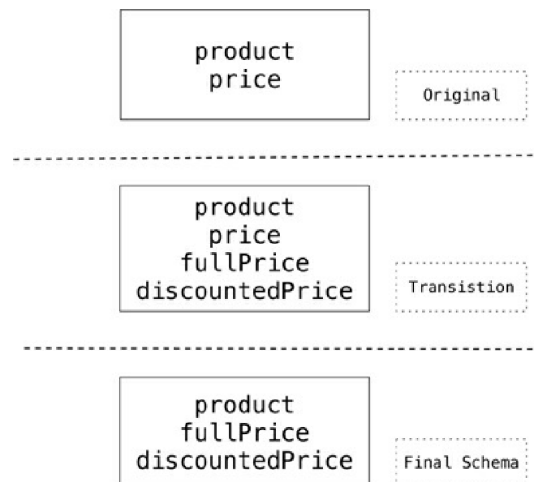 product
price
Original
product
price
fullPrice
discountedPrice
Transistion
product
fullPrice
discountedPrice
Final Schema